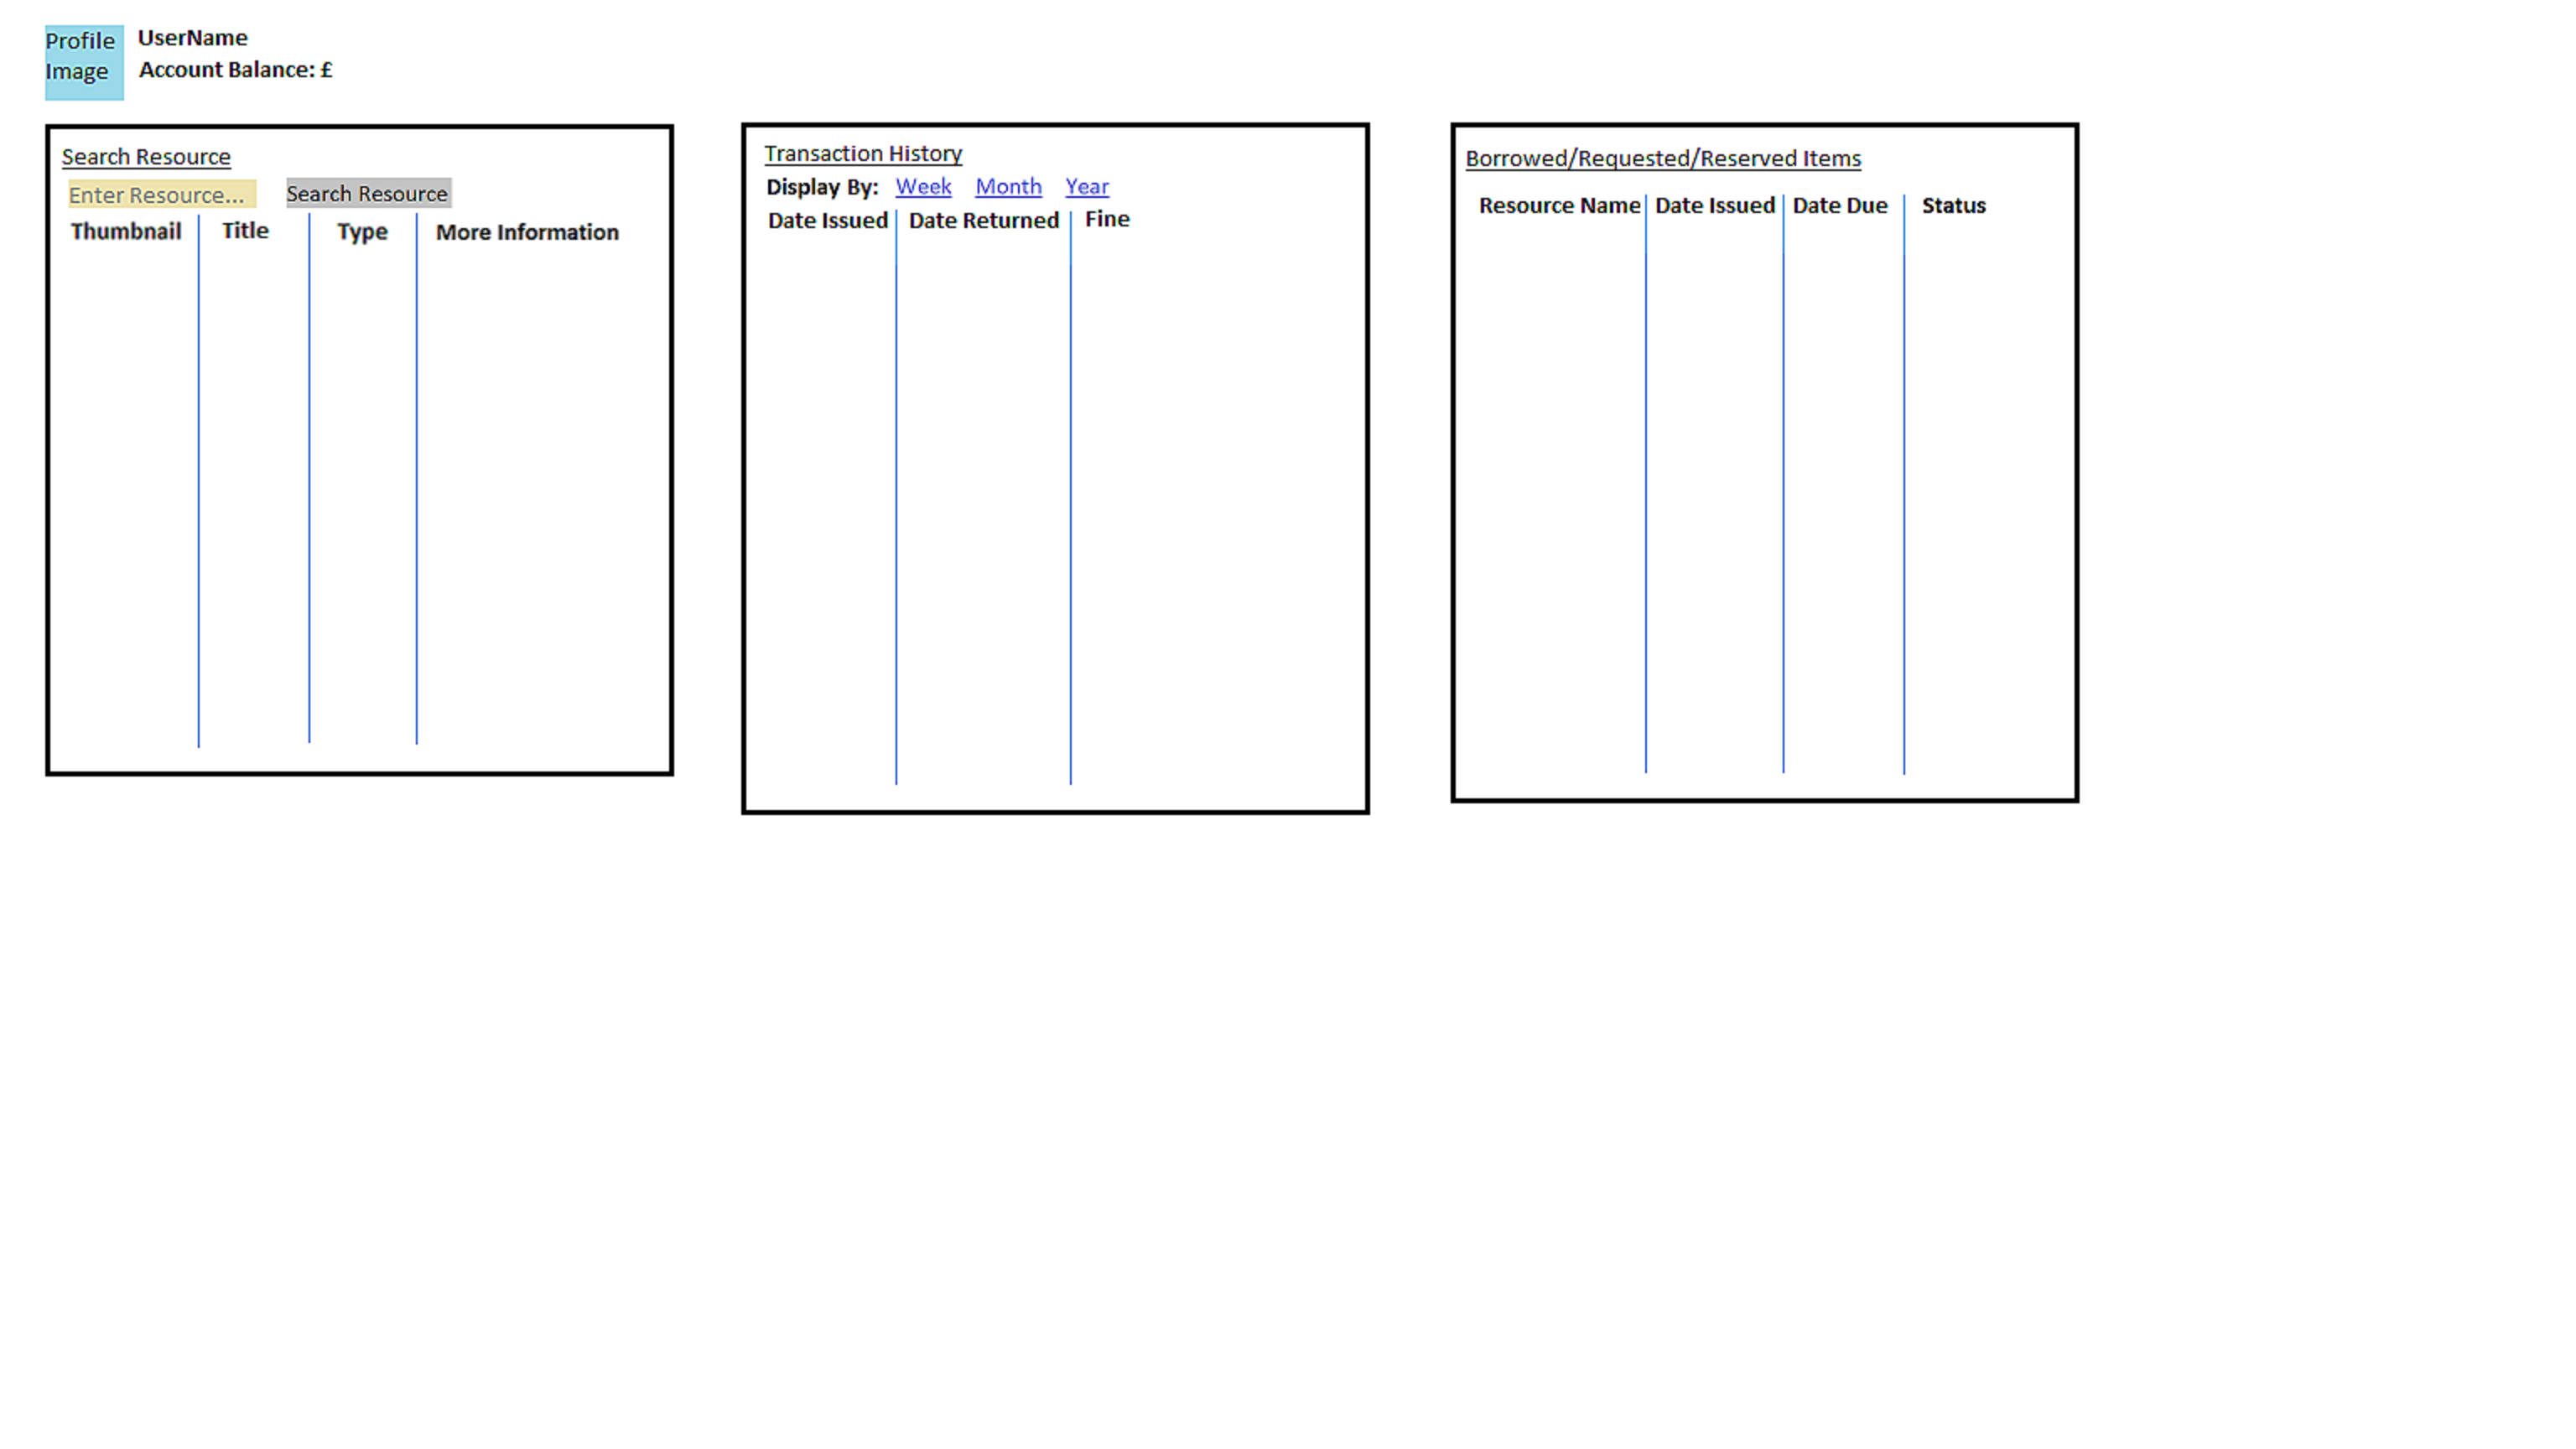 Profile
Image
UserName
Account Balance: £
Search Resource
Enter Resource... Search Resource
Thumbnail Title Type More Information
Transaction History
Display By: Week Month Year
Date Issued Date Returned Fine
Borrowed/Requested/Reserved Items
Resource Name Date Issued Date Due Status